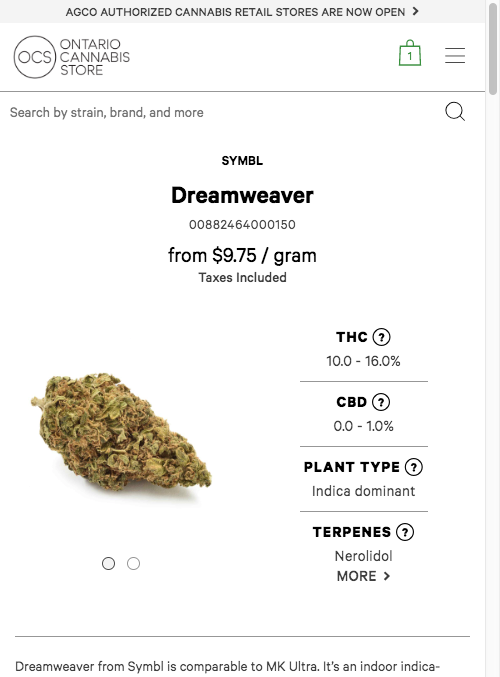 AGCO AUTHORIZED CANNABIS RETAIL STORES ARE NOW OPEN
OCS
ONTARIO
CANNABIS
STORE
1
Search by strain, brand, and more
SYMBL
Dreamweaver
00882464000150
from $9.75 / gram
Taxes Included
THC ?
10.0 - 16.0%
CBD ?
0.0 - 1.0%
PLANT TYPE ?
Indica dominant
TERPENES ?
Nerolidol
MORE
Dreamweaver from Symbl is comparable to MK Ultra. It's an indoor indica-